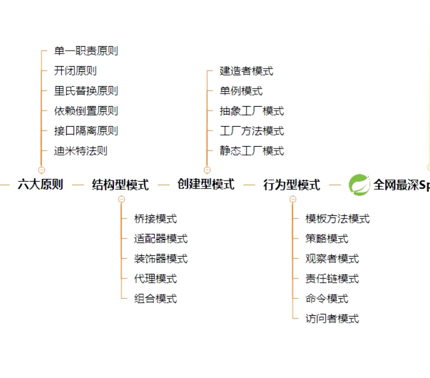 单一职责原则
开闭原则
里氏替换原则
依赖倒置原则
接口隔离原则
迪米特法则
六大原则
结构型模式
桥接模式
适配器模式
装饰器模式
代理模式
组合模式
建造者模式
单例模式
抽象工厂模式
工厂方法模式
静态工厂模式
创建型模式
行为型模式
模板方法模式
策略模式
观察者模式
责任链模式
命令模式
访问者模式
全网最深Sp